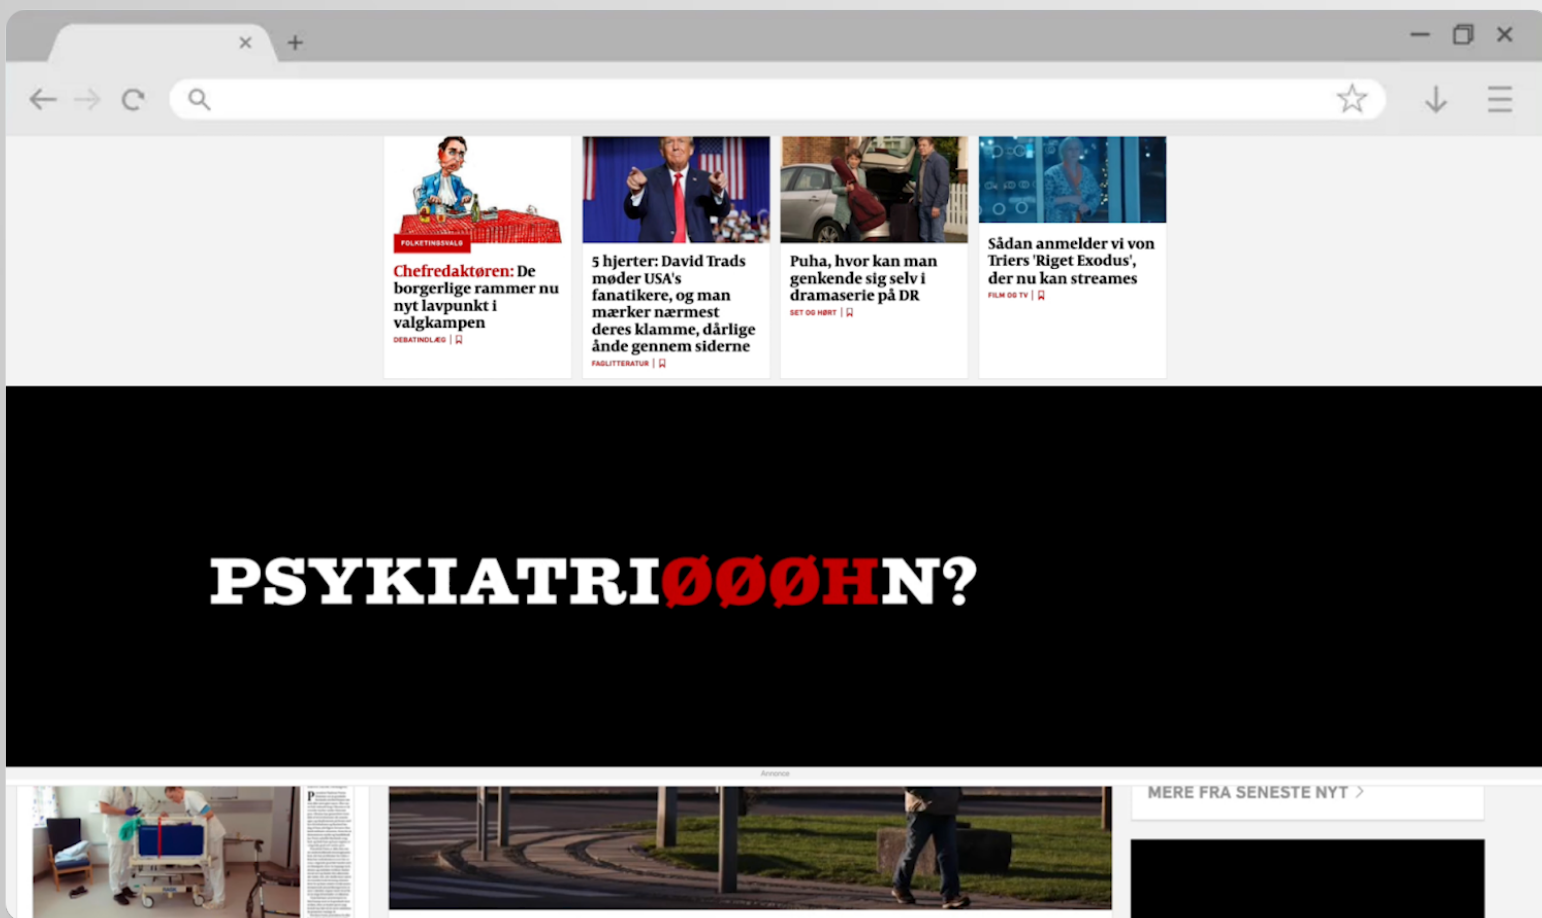 FOLKETINGSVALG
Chefredaktøren: De
borgerlige rammer nu
nyt lavpunkt i
valgkampen
DEBATINDLÆG
5 hjerter: David Trads
møder USA's
fanatikere, og man
mærker nærmest
deres klamme, dårlige
ånde gennem siderne
FAGLITTERATUR
Puha, hvor kan man
genkende sig selv i
dramaserie på DR
SET OG HØRT
Sådan anmelder vi von
Triers 'Riget Exodus',
der nu kan streames
FILM OG TV
PSYKIATRIØØØHN?
Annonce
MERE FRA SENESTE NYT